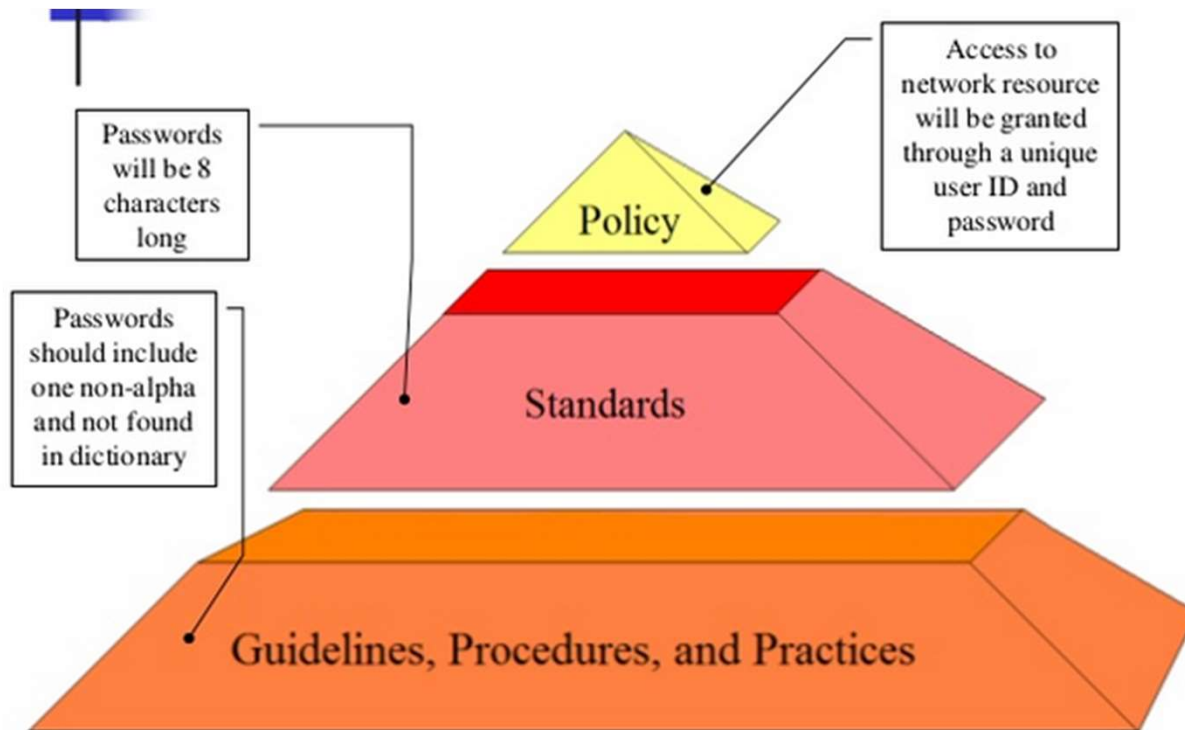 Access to
network resource
will be granted
through a unique
user ID and
password
Passwords
will be 8
characters
long
Policy
Passwords
should include
one non-alpha
and not found
in dictionary
Standards
Guidelines, Procedures, and Practices